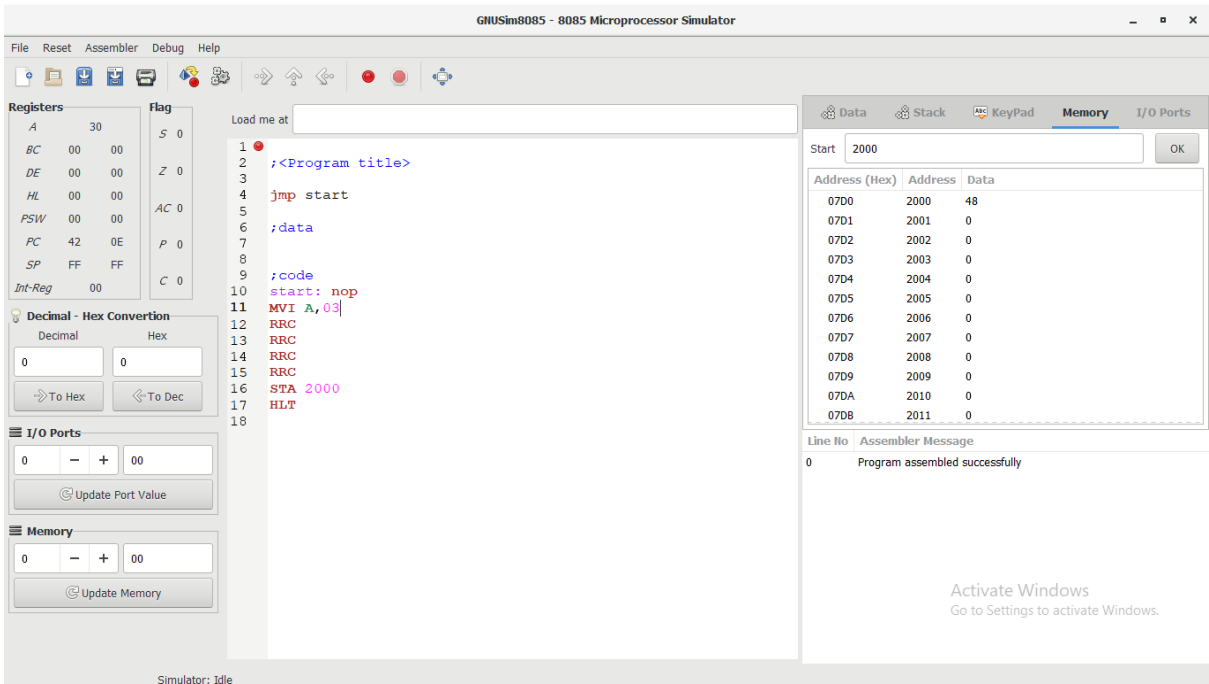 GNUSim8085 - 8085 Microprocessor Simulator
File Reset Assembler Debug Help
Registers
A 30
BC 00 00
DE 00 00
HL 00 00
PSW 00 00
PC 42 0E
SP FF FF
Int-Reg 00
Flag
S 0
Z 0
AC 0
P 0
C 0
Decimal - Hex Convertion
Decimal Hex
0 0
To Hex To Dec
I/O Ports
0 − + 00
Update Port Value
Memory
0 − + 00
Update Memory
Load me at
1
2 ;<Program title>
3
4 jmp start
5
6 ;data
7
8
9 ;code
10 start: nop
11 MVI A,03
12 RRC
13 RRC
14 RRC
15 RRC
16 STA 2000
17 HLT
18
Data Stack Abc KeyPad Memory I/O Ports
Start 2000 OK
Address (Hex) Address Data
07D0 2000 48
07D1 2001 0
07D2 2002 0
07D3 2003 0
07D4 2004 0
07D5 2005 0
07D6 2006 0
07D7 2007 0
07D8 2008 0
07D9 2009 0
07DA 2010 0
07DB 2011 0
Line No Assembler Message
0 Program assembled successfully
Activate Windows
Go to Settings to activate Windows.
Simulator: Idle